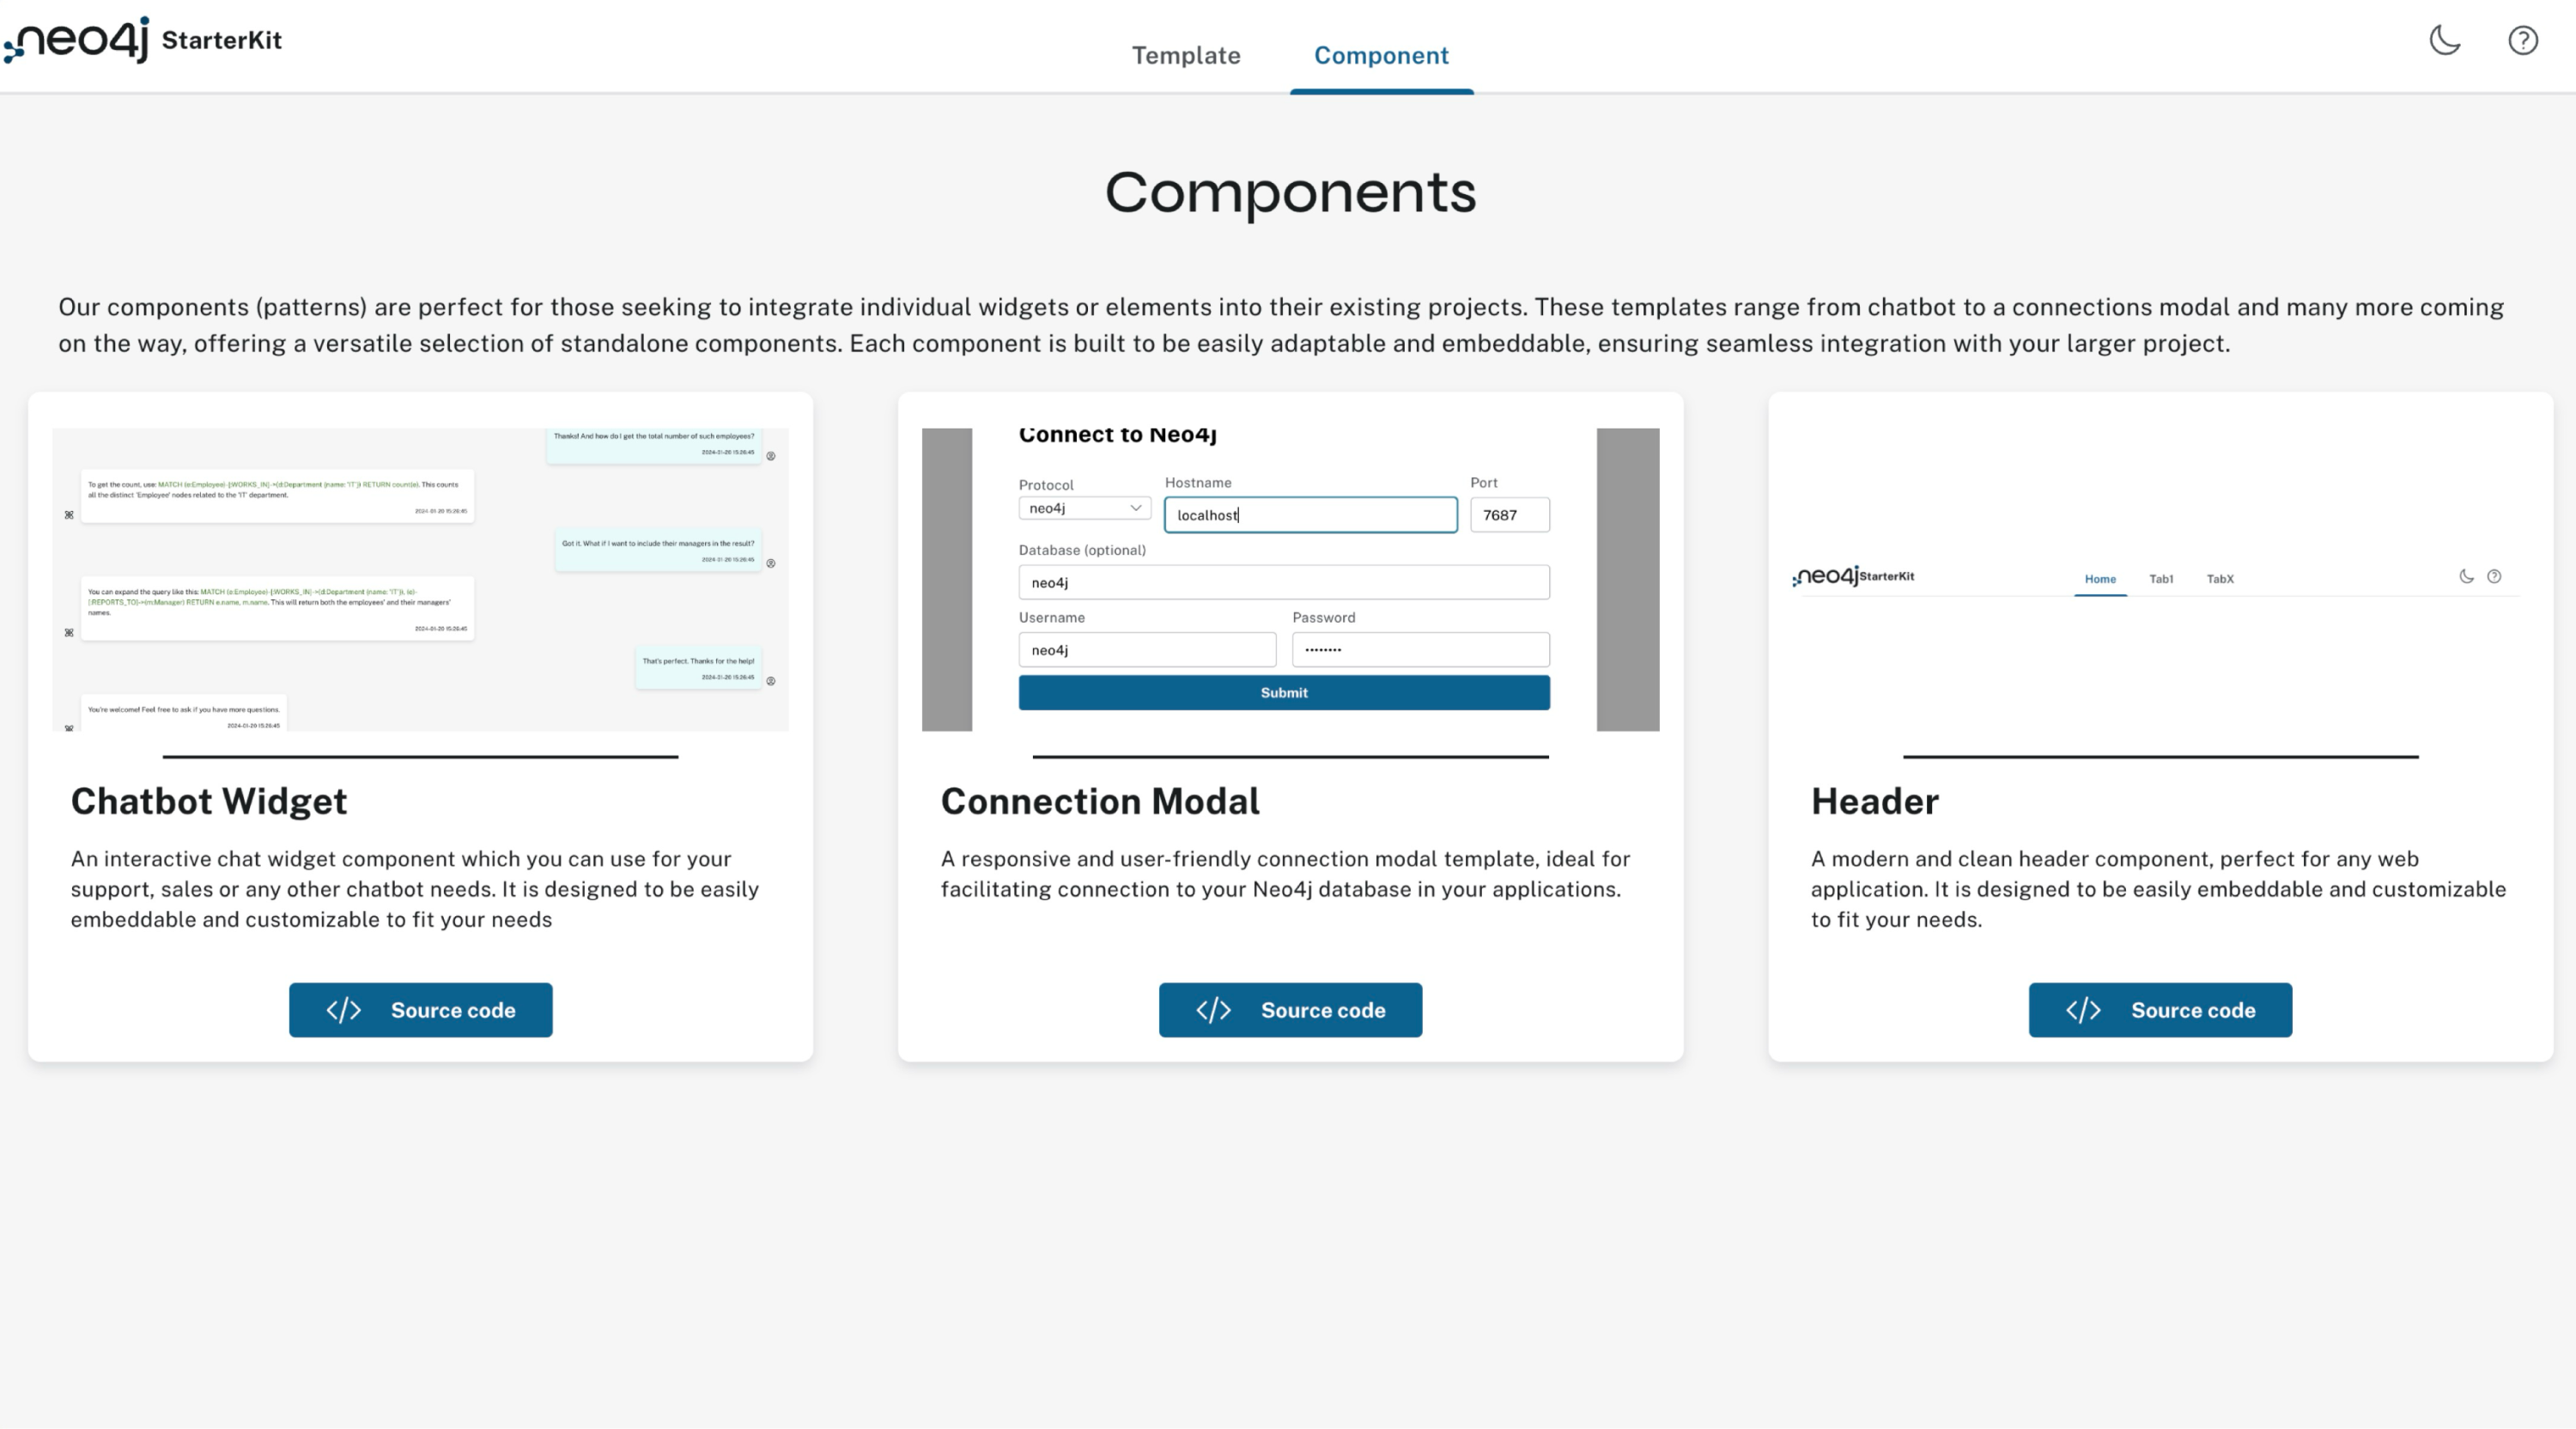 neo4j StarterKit
Template Component
Components
Our components (patterns) are perfect for those seeking to integrate individual widgets or elements into their existing projects. These templates range from chatbot to a connections modal and many more coming
on the way, offering a versatile selection of standalone components. Each component is built to be easily adaptable and embeddable, ensuring seamless integration with your larger project.
Thanks! And how do I get the total number of such employees?
2024-01-20 15:26:45
To get the count, use: MATCH (e:Employee)-[:WORKS_IN]->(d:Department {name: 'IT'}) RETURN count(e). This counts
all the distinct 'Employee' nodes related to the 'IT' department.
2024-01-20 15:26:45
Got it. What if I want to include their managers in the result?
2024-01-20 15:26:45
You can expand the query like this: MATCH (e:Employee)-[:WORKS_IN]->(d:Department {name: 'IT'}), (e)-
[:REPORTS_TO]->(m:Manager) RETURN e.name, m.name. This will return both the employees' and their managers'
names.
2024-01-20 15:26:45
That's perfect. Thanks for the help!
2024-01-20 15:26:45
You're welcome! Feel free to ask if you have more questions.
2024-01-20 15:26:45
Chatbot Widget
An interactive chat widget component which you can use for your
support, sales or any other chatbot needs. It is designed to be easily
embeddable and customizable to fit your needs
</> Source code
Connect to Neo4j
Protocol Hostname Port
neo4j localhost 7687
Database (optional)
neo4j
Username Password
neo4j ••••••••
Submit
Connection Modal
A responsive and user-friendly connection modal template, ideal for
facilitating connection to your Neo4j database in your applications.
</> Source code
neo4j StarterKit Home Tab1 TabX
Header
A modern and clean header component, perfect for any web
application. It is designed to be easily embeddable and customizable
to fit your needs.
</> Source code